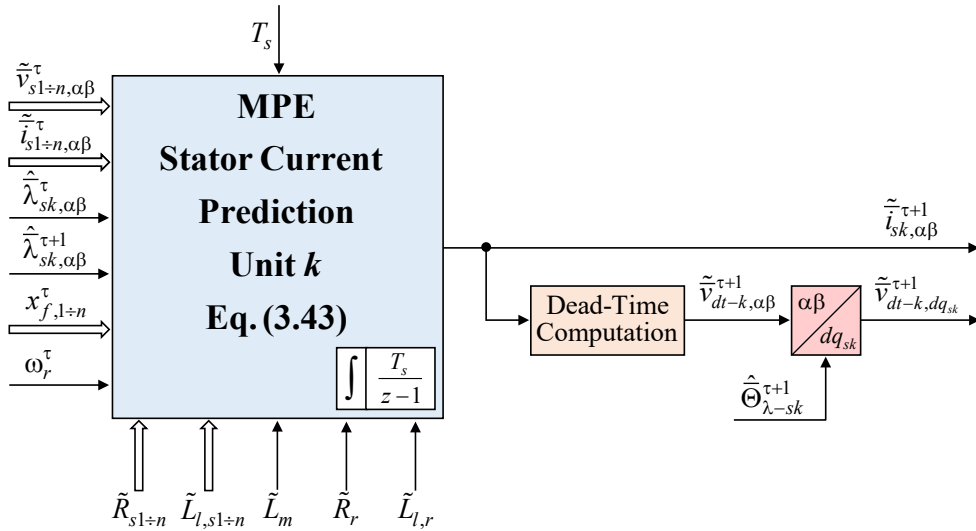 T_s
ṽ̄^τ_{s1÷n,αβ}
ĩ̄^τ_{s1÷n,αβ}
λ̄̂^τ_{sk,αβ}
λ̄̂^{τ+1}_{sk,αβ}
x^τ_{f,1÷n}
ω^τ_r
MPE
Stator Current
Prediction
Unit k
Eq. (3.43)
∫ T_s/(z−1)
R̃_{s1÷n} L̃_{l,s1÷n} L̃_m R̃_r L̃_{l,r}
ĩ̄^{τ+1}_{sk,αβ}
Dead-Time
Computation
ṽ̄^{τ+1}_{dt−k,αβ}
αβ
dq_{sk}
ṽ̄^{τ+1}_{dt−k,dq_{sk}}
Θ̄̂^{τ+1}_{λ−sk}